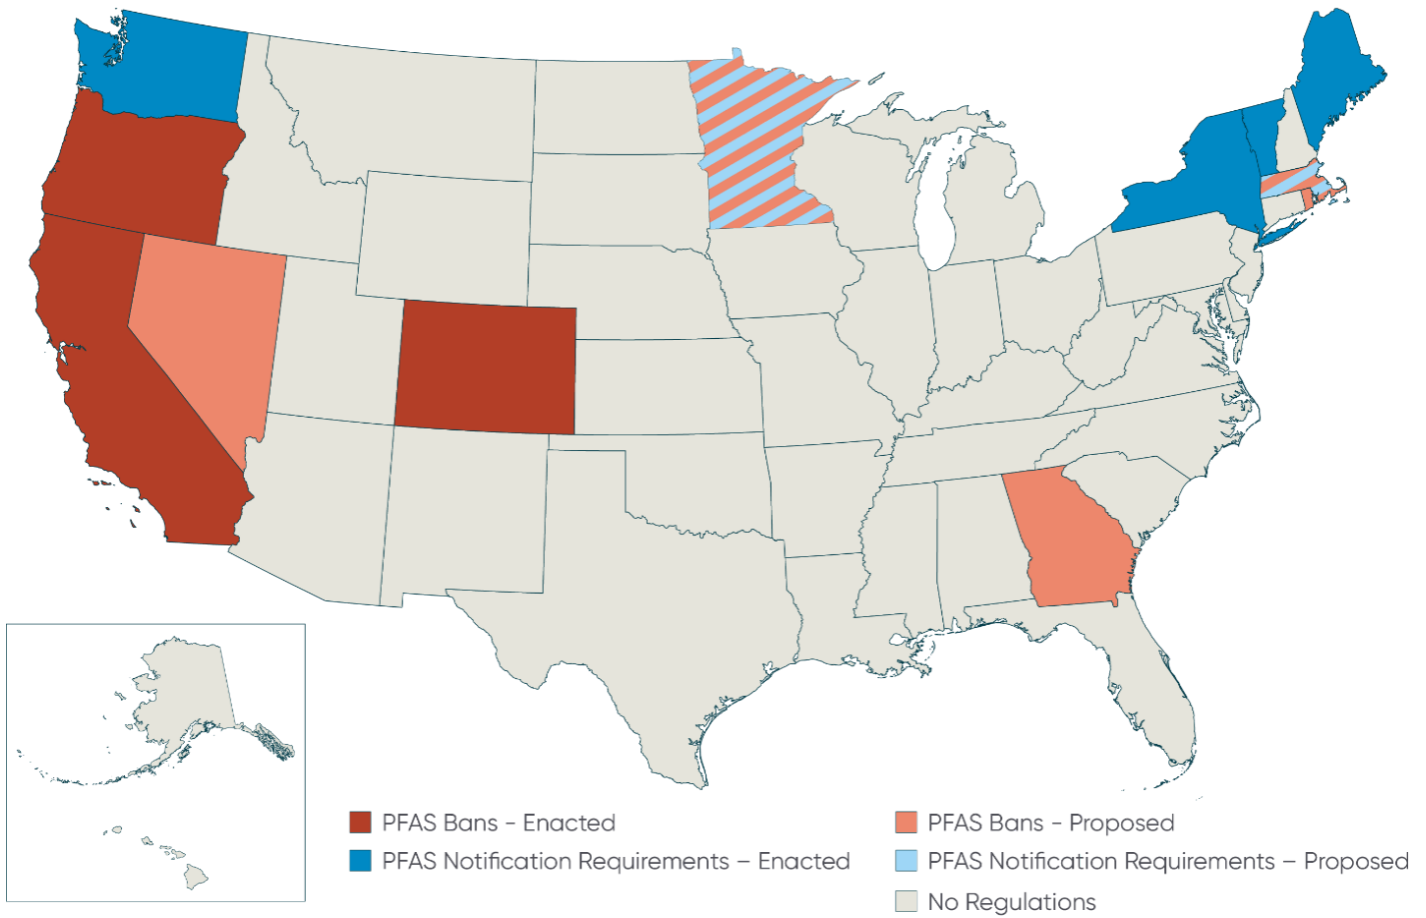 PFAS Bans - Enacted
PFAS Notification Requirements – Enacted
PFAS Bans - Proposed
PFAS Notification Requirements – Proposed
No Regulations